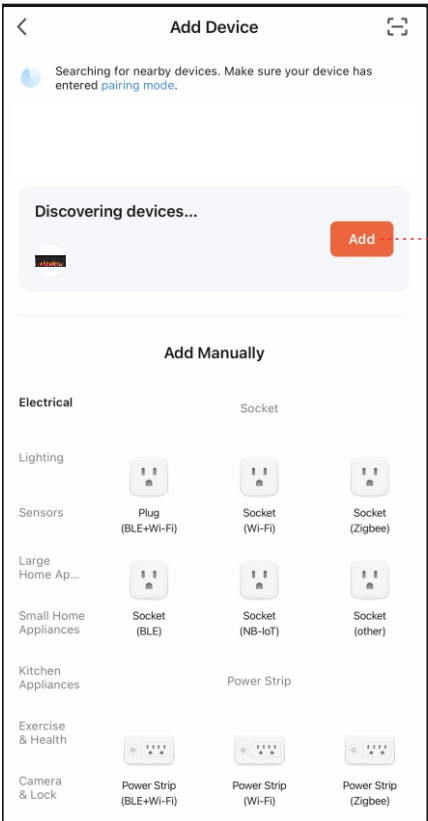 Add Device
Searching for nearby devices. Make sure your device has
entered pairing mode.
Discovering devices...
Add
Add Manually
Electrical
Socket
Lighting
Sensors
Plug
(BLE+Wi-Fi)
Socket
(Wi-Fi)
Socket
(Zigbee)
Large
Home Ap...
Small Home
Appliances
Socket
(BLE)
Socket
(NB-IoT)
Socket
(other)
Kitchen
Appliances
Power Strip
Exercise
& Health
Camera
& Lock
Power Strip
(BLE+Wi-Fi)
Power Strip
(Wi-Fi)
Power Strip
(Zigbee)